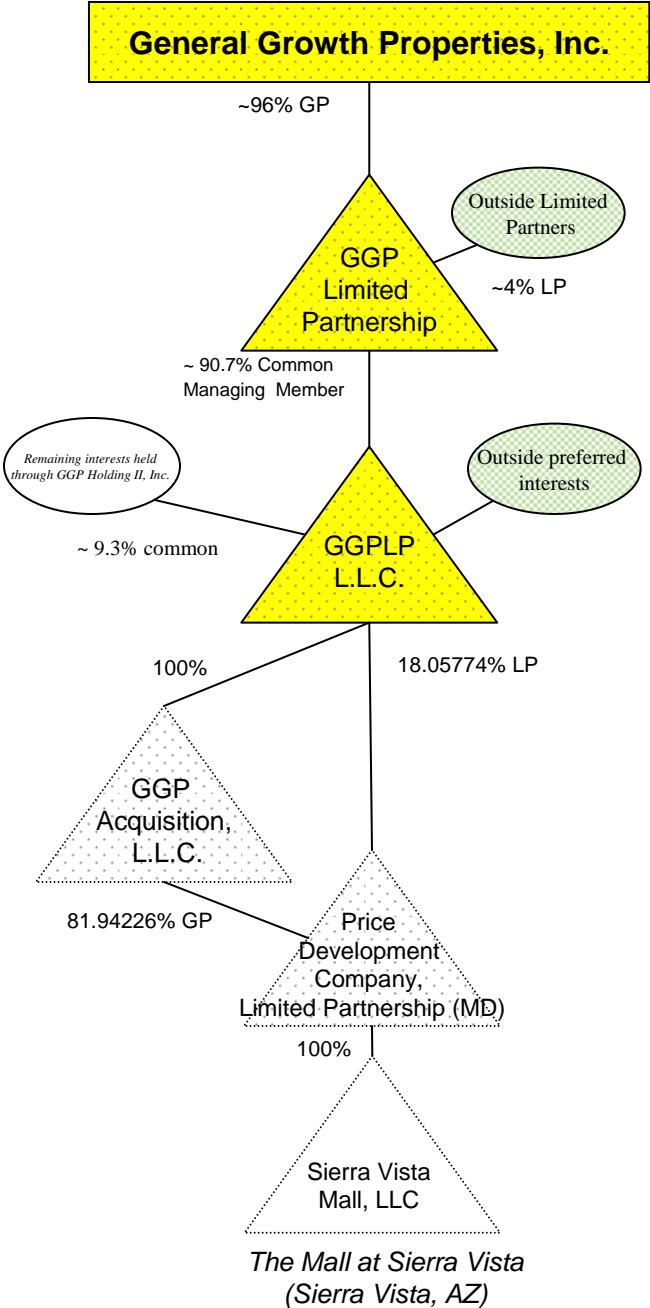 General Growth Properties, Inc.
~96% GP
Outside Limited
Partners
GGP
Limited
Partnership
~4% LP
~ 90.7% Common
Managing Member
Remaining interests held
through GGP Holding II, Inc.
Outside preferred
interests
~ 9.3% common
GGPLP
L.L.C.
100%
18.05774% LP
GGP
Acquisition,
L.L.C.
81.94226% GP
Price
Development
Company,
Limited Partnership (MD)
100%
Sierra Vista
Mall, LLC
The Mall at Sierra Vista
(Sierra Vista, AZ)